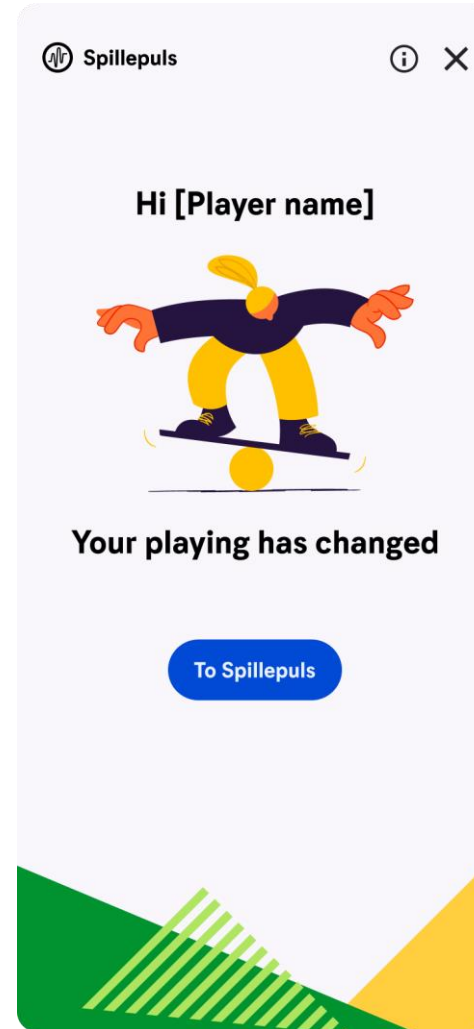 Spillepuls
Hi [Player name]
Your playing has changed
To Spillepuls